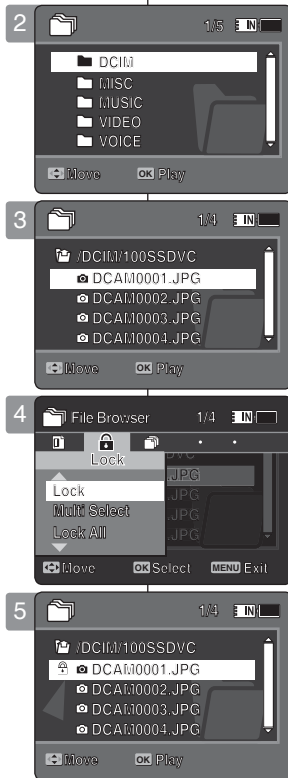 2
1/5 IN
DCIM
MISC
MUSIC
VIDEO
VOICE
Move OK Play
3
1/4 IN
/DCIM/100SSDVC
DCAM0001.JPG
DCAM0002.JPG
DCAM0003.JPG
DCAM0004.JPG
Move OK Play
4
File Browser 1/4 IN
Lock
Lock
Multi Select
Lock All
DVC
.JPG
.JPG
.JPG
.JPG
Move OK Select MENU Exit
5
1/4 IN
/DCIM/100SSDVC
DCAM0001.JPG
DCAM0002.JPG
DCAM0003.JPG
DCAM0004.JPG
Move OK Play